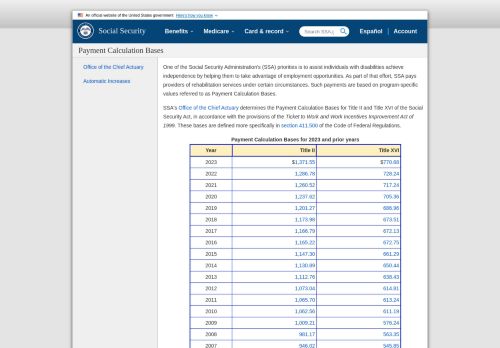 An official website of the United States government Here's how you know
Social Security
Benefits Medicare Card & record Search SSA.g Español Account
Payment Calculation Bases
Office of the Chief Actuary
Automatic Increases
One of the Social Security Administration's (SSA) priorities is to assist individuals with disabilities achieve
independence by helping them to take advantage of employment opportunities. As part of that effort, SSA pays
providers of rehabilitation services under certain circumstances. Such payments are based on program-specific
values referred to as Payment Calculation Bases.
SSA's Office of the Chief Actuary determines the Payment Calculation Bases for Title II and Title XVI of the Social
Security Act, in accordance with the provisions of the Ticket to Work and Work Incentives Improvement Act of
1999. These bases are defined more specifically in section 411.500 of the Code of Federal Regulations.
Payment Calculation Bases for 2023 and prior years
Year Title II Title XVI
2023 $1,371.55 $770.68
2022 1,286.78 728.24
2021 1,260.52 717.24
2020 1,237.62 705.36
2019 1,201.27 686.96
2018 1,173.98 673.51
2017 1,166.79 672.13
2016 1,165.22 672.75
2015 1,147.30 661.29
2014 1,130.89 650.44
2013 1,112.76 638.43
2012 1,073.04 614.91
2011 1,065.70 613.24
2010 1,062.56 611.19
2009 1,009.21 576.24
2008 981.17 563.35
2007 946.02 545.85